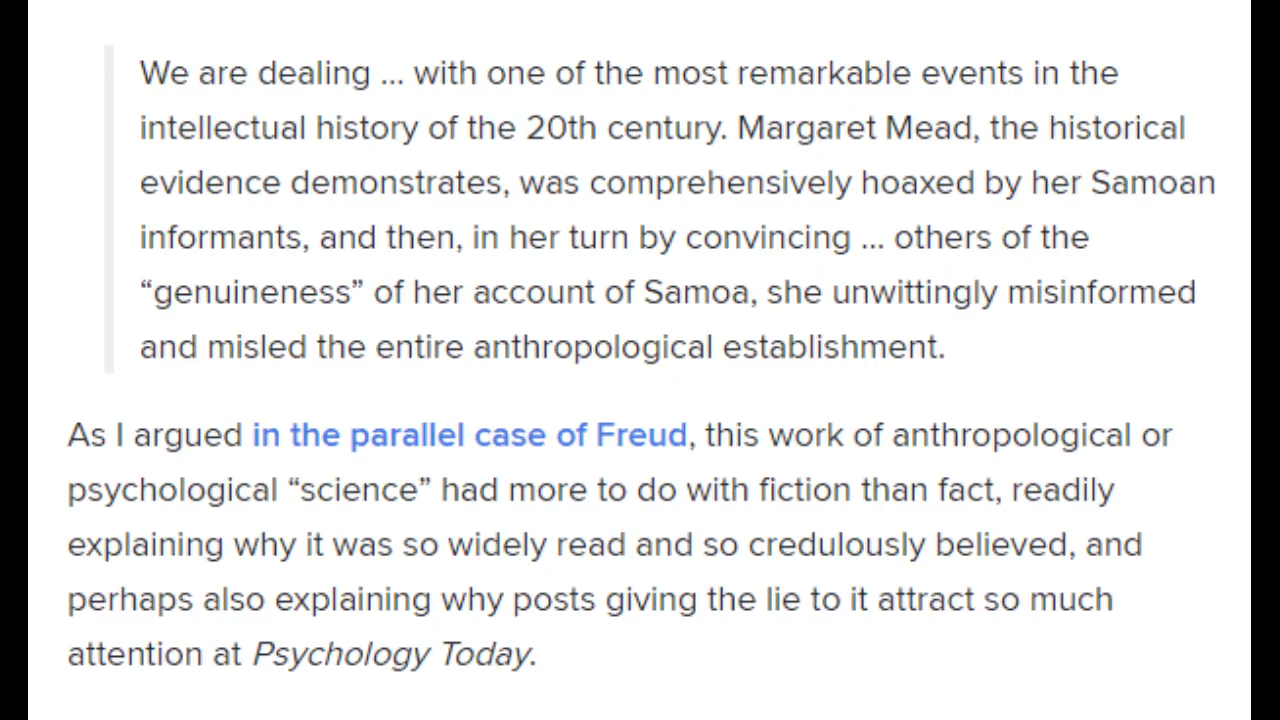 We are dealing ... with one of the most remarkable events in the
intellectual history of the 20th century. Margaret Mead, the historical
evidence demonstrates, was comprehensively hoaxed by her Samoan
informants, and then, in her turn by convincing ... others of the
“genuineness” of her account of Samoa, she unwittingly misinformed
and misled the entire anthropological establishment.
As I argued in the parallel case of Freud, this work of anthropological or
psychological “science” had more to do with fiction than fact, readily
explaining why it was so widely read and so credulously believed, and
perhaps also explaining why posts giving the lie to it attract so much
attention at Psychology Today.